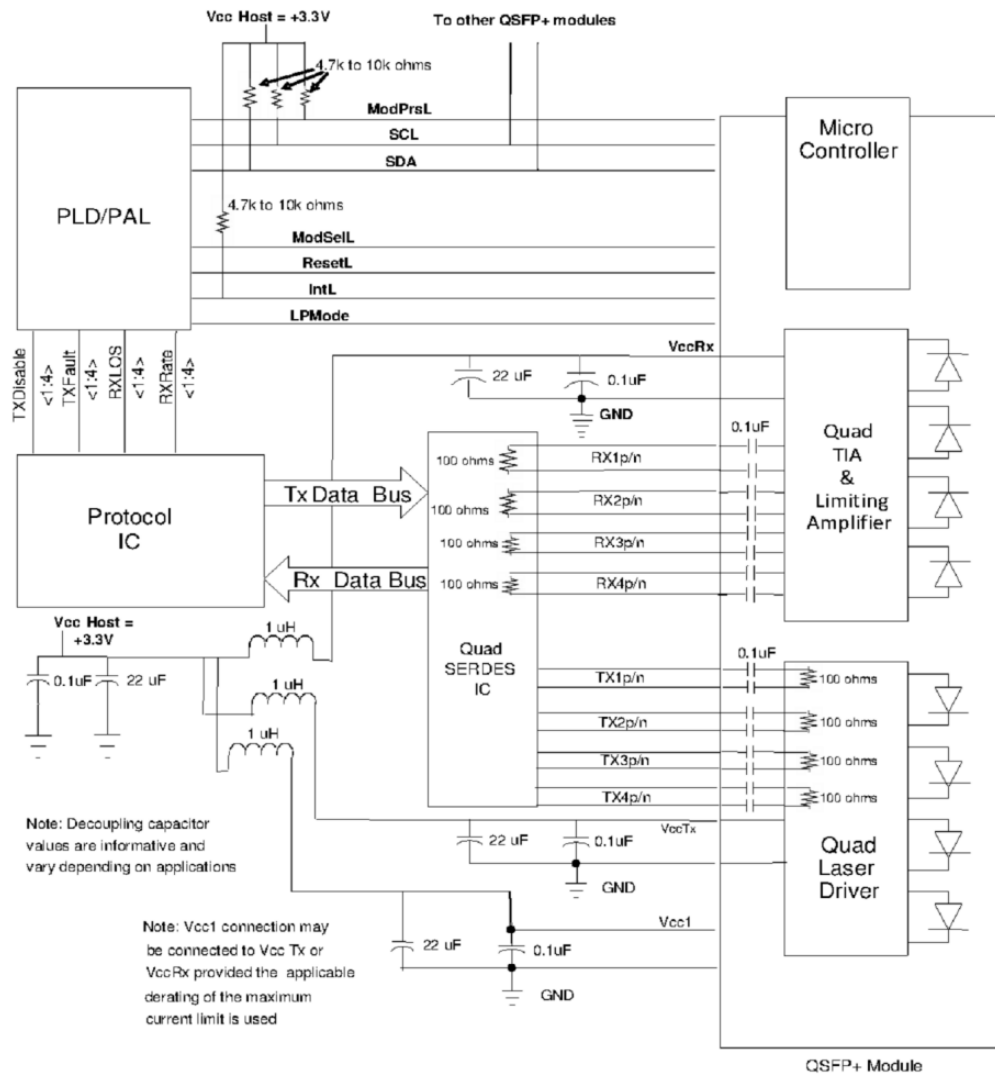 Vcc Host = +3.3V
To other QSFP+ modules
4.7k to 10k ohms
ModPrsL
SCL
SDA
PLD/PAL
4.7k to 10k ohms
ModSelL
ResetL
IntL
LPMode
Micro
Controller
TXDisable
<1:4>
TXFault
<1:4>
RXLOS
<1:4>
RXRate
<1:4>
VccRx
22 uF
0.1uF
GND
Protocol
IC
Tx Data Bus
Rx Data Bus
100 ohms
100 ohms
100 ohms
100 ohms
RX1p/n
RX2p/n
RX3p/n
RX4p/n
0.1uF
Quad
TIA
&
Limiting
Amplifier
Vcc Host =
+3.3V
0.1uF
22 uF
1 uH
1 uH
1 uH
Quad
SERDES
IC
TX1p/n
TX2p/n
TX3p/n
TX4p/n
0.1uF
100 ohms
100 ohms
100 ohms
100 ohms
Quad
Laser
Driver
VccTx
22 uF
0.1uF
GND
Note: Decoupling capacitor
values are informative and
vary depending on applications
Note: Vcc1 connection may
be connected to Vcc Tx or
VccRx provided the applicable
derating of the maximum
current limit is used
Vcc1
22 uF
0.1uF
GND
QSFP+ Module